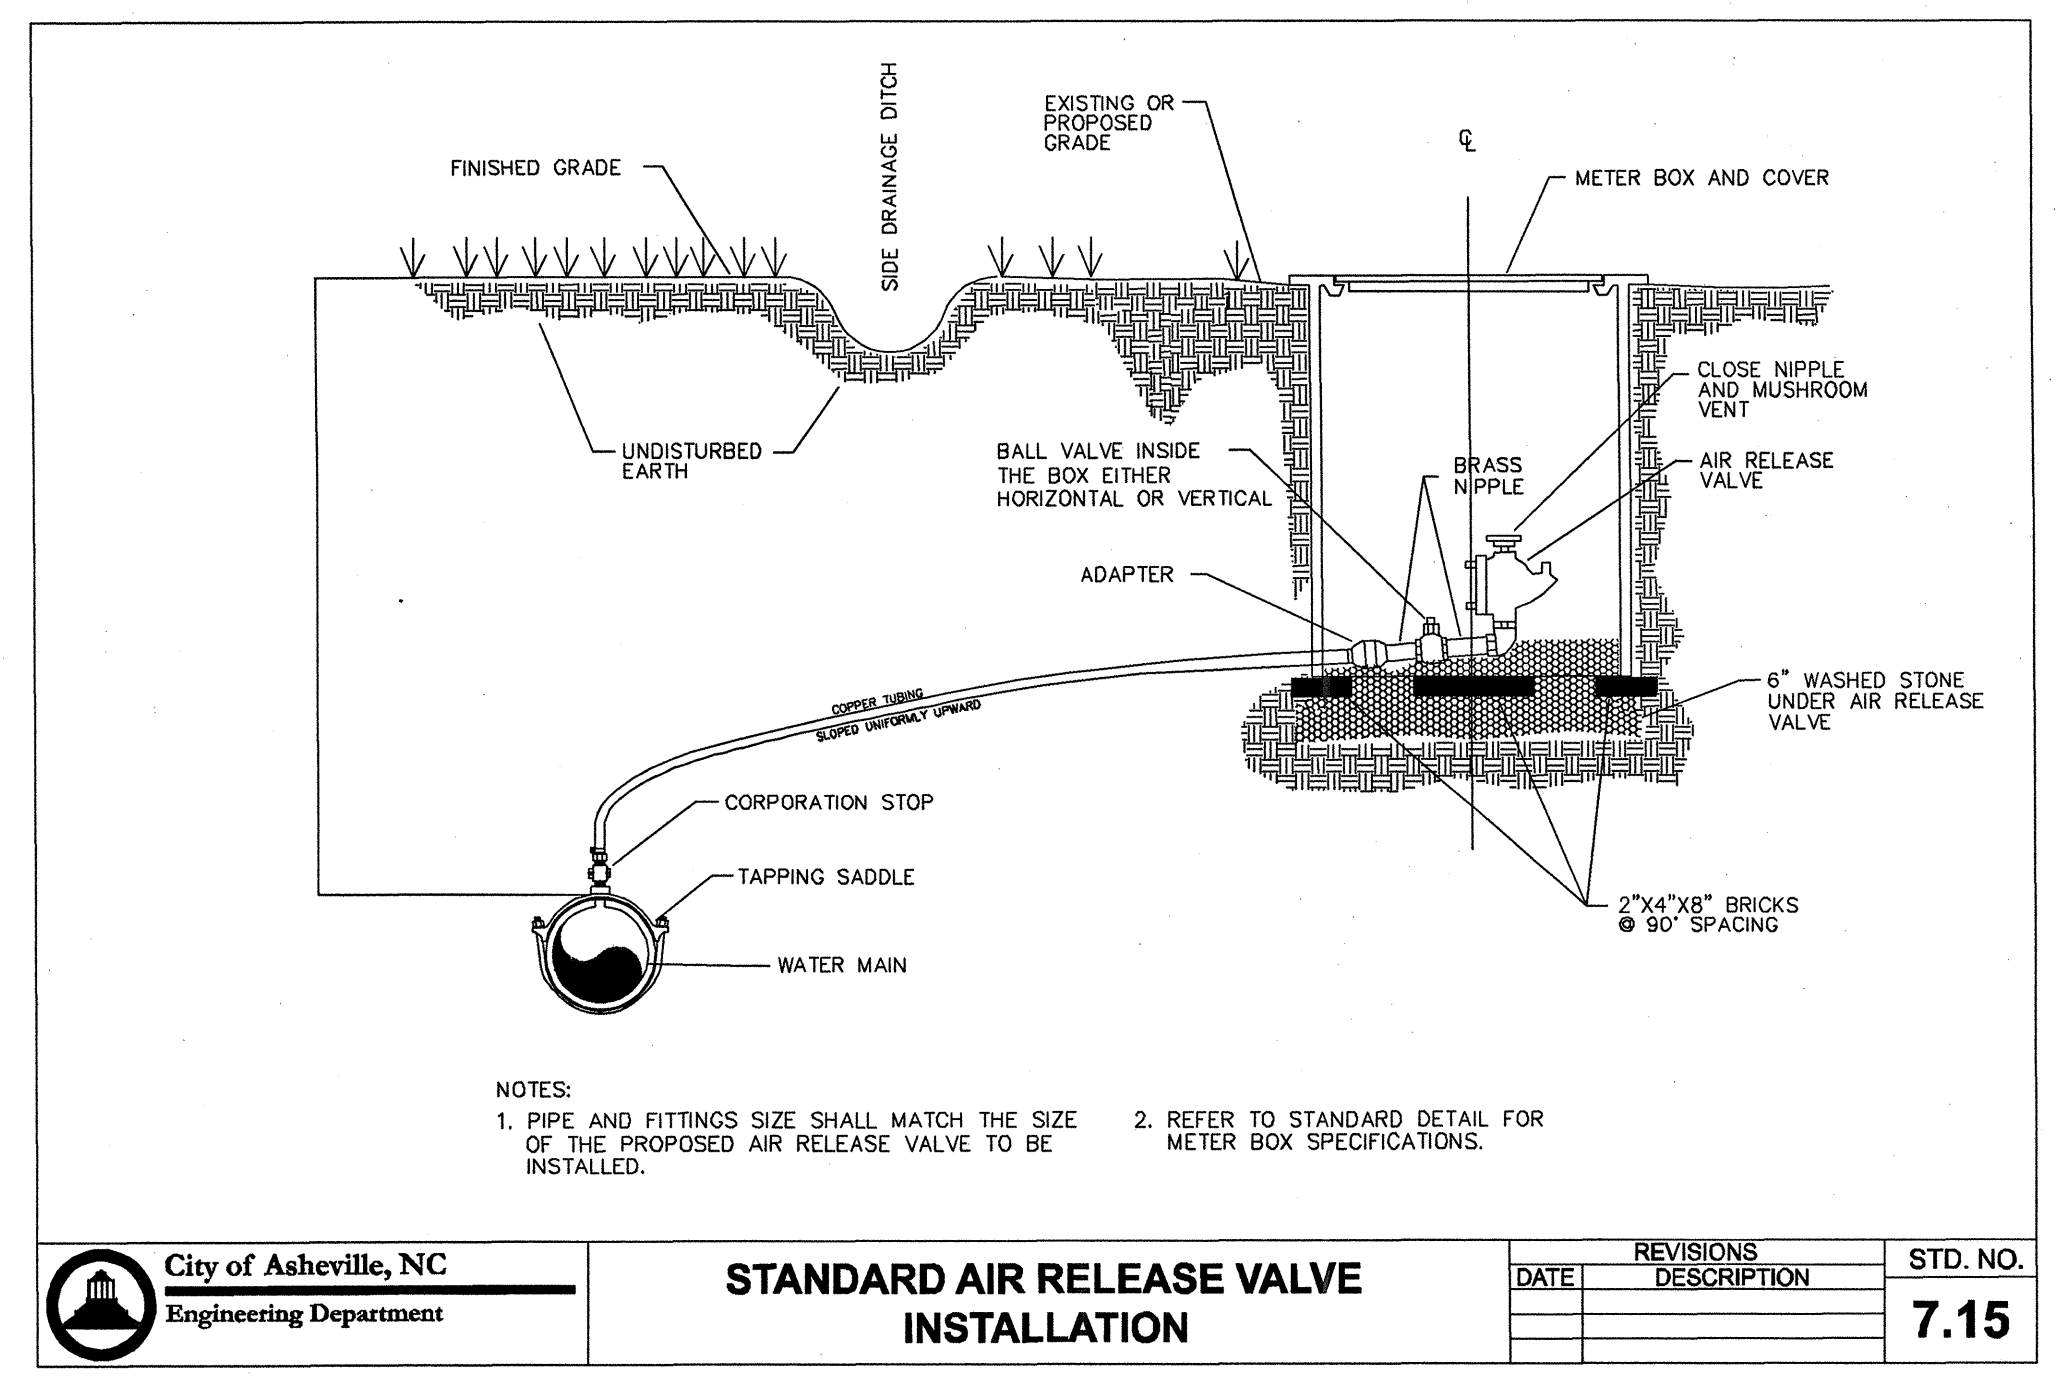 SIDE DRAINAGE DITCH
EXISTING OR
PROPOSED
GRADE
℄
FINISHED GRADE
METER BOX AND COVER
CLOSE NIPPLE
AND MUSHROOM
VENT
UNDISTURBED
EARTH
BALL VALVE INSIDE
THE BOX EITHER
HORIZONTAL OR VERTICAL
BRASS
NIPPLE
AIR RELEASE
VALVE
ADAPTER
COPPER TUBING
SLOPED UNIFORMLY UPWARD
6" WASHED STONE
UNDER AIR RELEASE
VALVE
CORPORATION STOP
TAPPING SADDLE
2"X4"X8" BRICKS
@ 90° SPACING
WATER MAIN
NOTES:
1. PIPE AND FITTINGS SIZE SHALL MATCH THE SIZE
OF THE PROPOSED AIR RELEASE VALVE TO BE
INSTALLED.
2. REFER TO STANDARD DETAIL FOR
METER BOX SPECIFICATIONS.
City of Asheville, NC
Engineering Department
STANDARD AIR RELEASE VALVE
INSTALLATION
REVISIONS
DATE
DESCRIPTION
STD. NO.
7.15